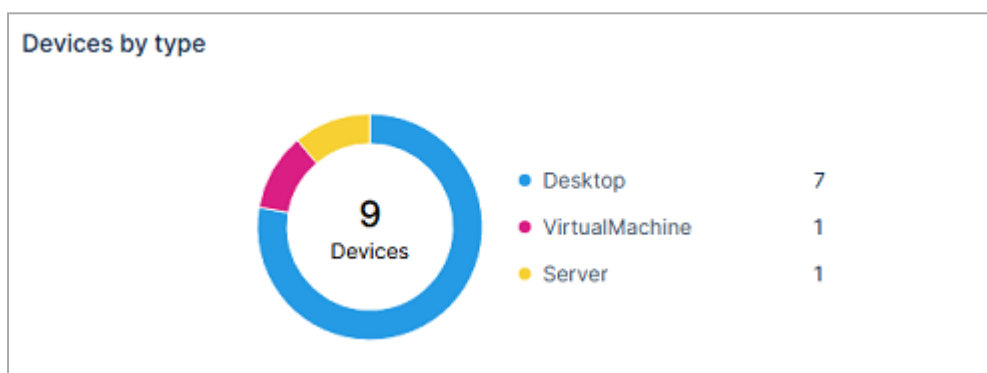 Devices by type
9
Devices
Desktop 7
VirtualMachine 1
Server 1